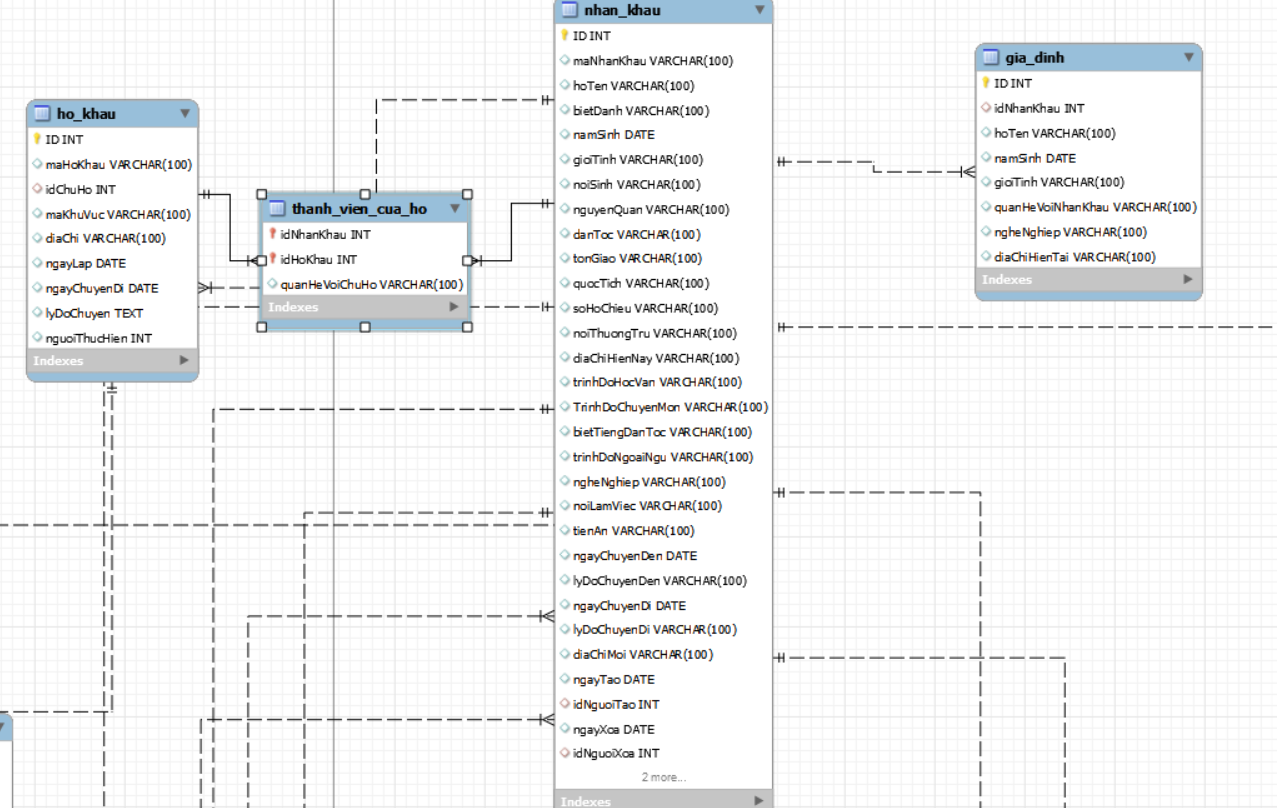 ho_khau
ID INT
maHoKhau VARCHAR(100)
idChuHo INT
maKhuVuc VARCHAR(100)
diaChi VARCHAR(100)
ngayLap DATE
ngayChuyenDi DATE
lyDoChuyen TEXT
nguoiThucHien INT
Indexes
thanh_vien_cua_ho
idNhanKhau INT
idHoKhau INT
quanHeVoiChuHo VARCHAR(100)
Indexes
nhan_khau
ID INT
maNhanKhau VARCHAR(100)
hoTen VARCHAR(100)
bietDanh VARCHAR(100)
namSinh DATE
gioiTinh VARCHAR(100)
noiSinh VARCHAR(100)
nguyenQuan VARCHAR(100)
danToc VARCHAR(100)
tonGiao VARCHAR(100)
quocTich VARCHAR(100)
soHoChieu VARCHAR(100)
noiThuongTru VARCHAR(100)
diaChiHienNay VARCHAR(100)
trinhDoHocVan VARCHAR(100)
TrinhDoChuyenMon VARCHAR(100)
bietTiengDanToc VARCHAR(100)
trinhDoNgoaiNgu VARCHAR(100)
ngheNghiep VARCHAR(100)
noiLamViec VARCHAR(100)
tienAn VARCHAR(100)
ngayChuyenDen DATE
lyDoChuyenDen VARCHAR(100)
ngayChuyenDi DATE
lyDoChuyenDi VARCHAR(100)
diaChiMoi VARCHAR(100)
ngayTao DATE
idNguoiTao INT
ngayXoa DATE
idNguoiXoa INT
2 more...
Indexes
gia_dinh
ID INT
idNhanKhau INT
hoTen VARCHAR(100)
namSinh DATE
gioiTinh VARCHAR(100)
quanHeVoiNhanKhau VARCHAR(100)
ngheNghiep VARCHAR(100)
diaChiHienTai VARCHAR(100)
Indexes